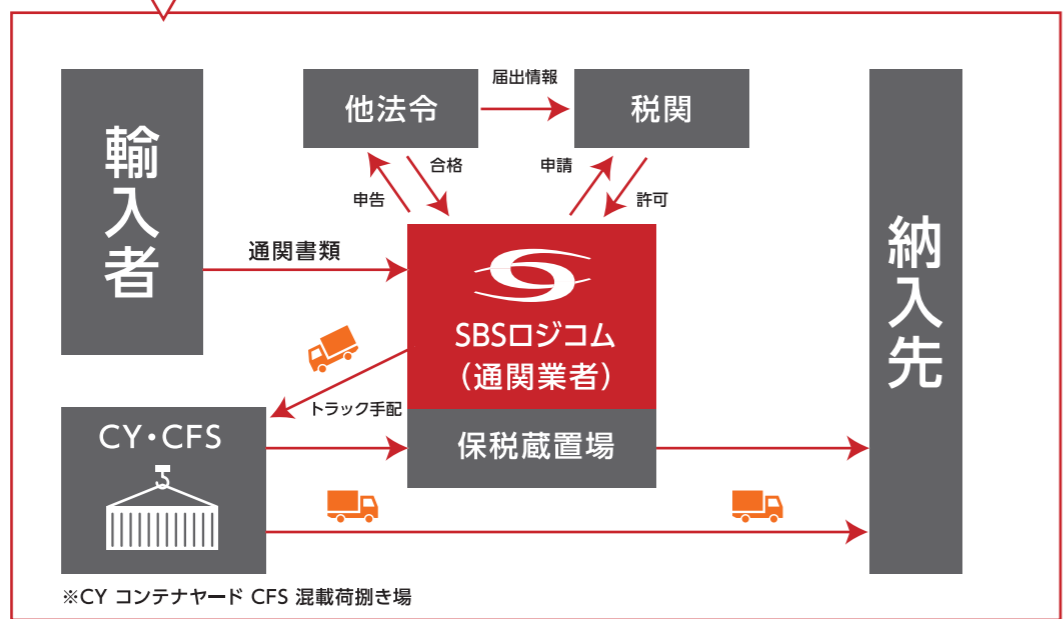 輸入者
他法令
届出情報
税関
申告
合格
申請
許可
通関書類
SBSロジコム
（通関業者）
トラック手配
CY・CFS
保税蔵置場
納入先
※CY コンテナヤード CFS 混載荷捌き場